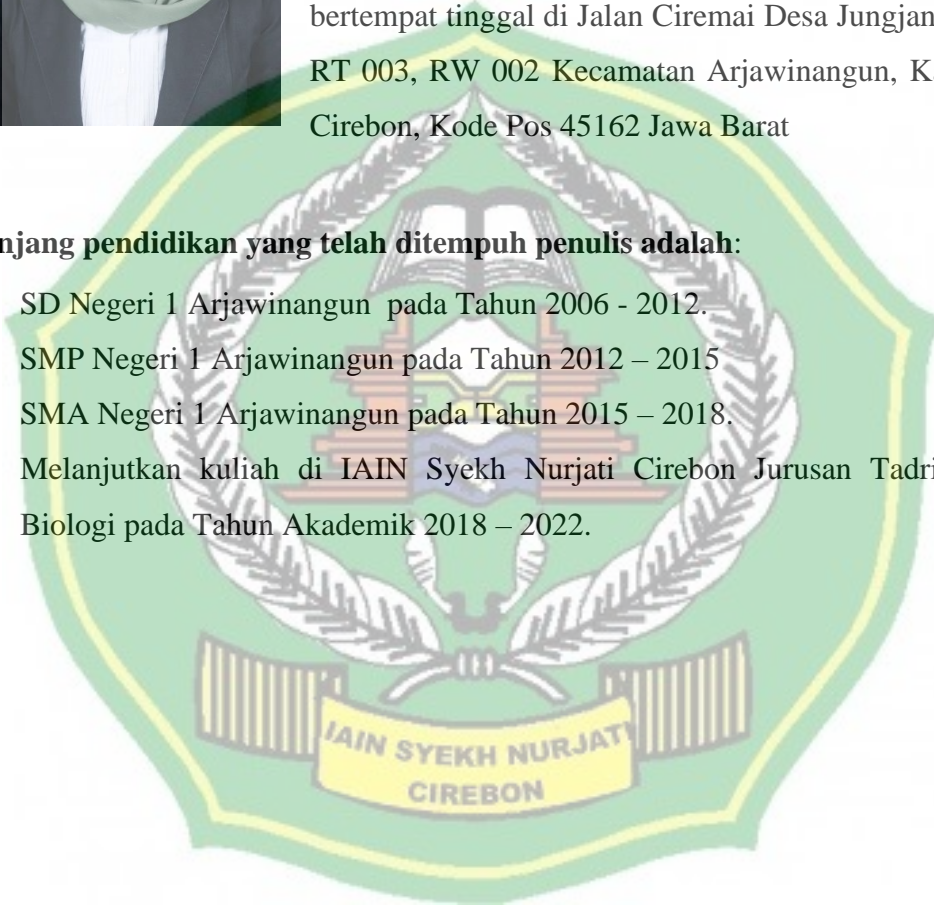 bertempat tinggal di Jalan Ciremai Desa Jungjang
RT 003, RW 002 Kecamatan Arjawinangun,
Cirebon, Kode Pos 45162 Jawa Barat
njang pendidikan yang telah ditempuh penulis adalah:
SD Negeri 1 Arjawinangun pada Tahun 2006 - 2012.
SMP Negeri 1 Arjawinangun pada Tahun 2012 – 2015
SMA Negeri 1 Arjawinangun pada Tahun 2015 – 2018.
Melanjutkan kuliah di IAIN Syekh Nurjati Cirebon Jurusan Tadri
Biologi pada Tahun Akademik 2018 – 2022.
IAIN SYEKH NURJATI
CIREBON